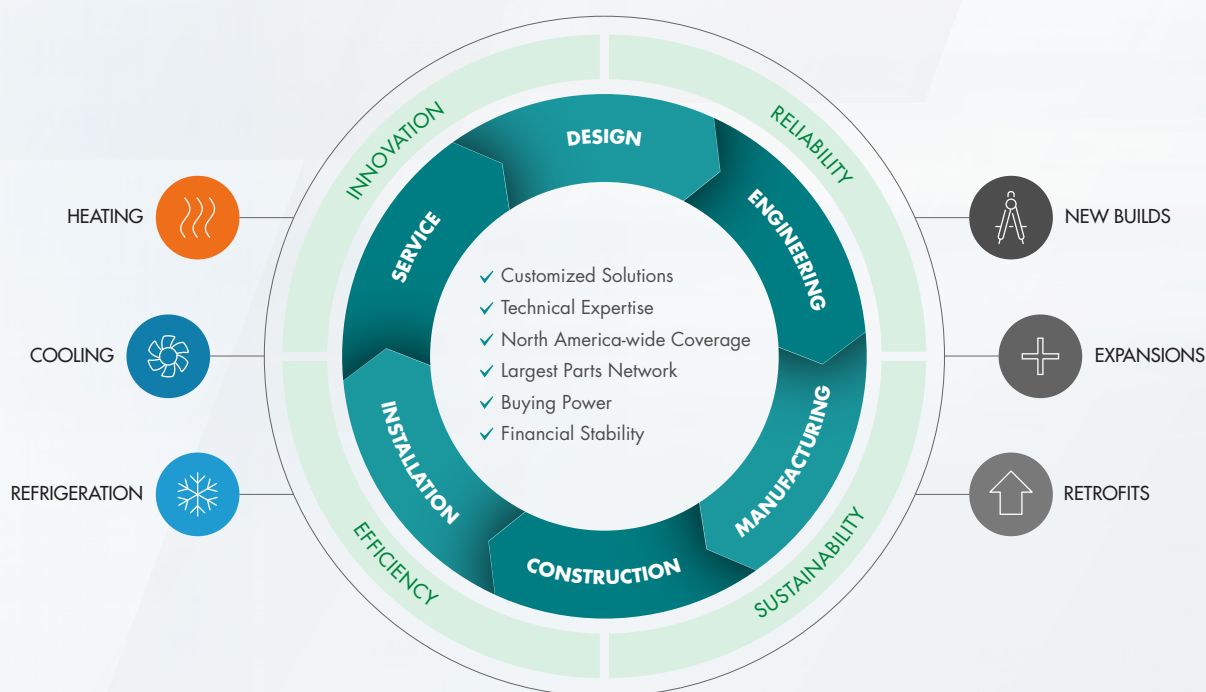 INNOVATION
RELIABILITY
SUSTAINABILITY
EFFICIENCY
DESIGN
ENGINEERING
MANUFACTURING
CONSTRUCTION
INSTALLATION
SERVICE
HEATING
COOLING
REFRIGERATION
Customized Solutions
Technical Expertise
North America-wide Coverage
Largest Parts Network
Buying Power
Financial Stability
NEW BUILDS
EXPANSIONS
RETROFITS